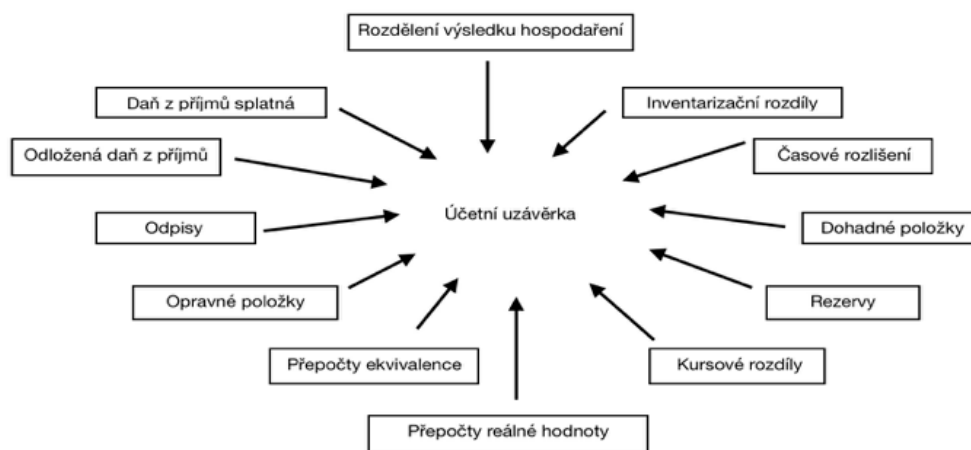 Rozdělení výsledku hospodaření
Daň z příjmů splatná
Inventarizační rozdíly
Odložená daň z příjmů
Časové rozlišení
Účetní uzávěrka
Odpisy
Dohadné položky
Opravné položky
Rezervy
Přepočty ekvivalence
Kursové rozdíly
Přepočty reálné hodnoty